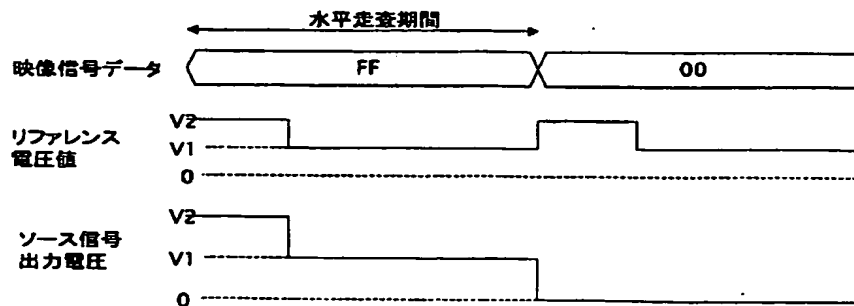 水平走査期間
映像信号データ
FF
00
リファレンス
電圧値
V2
V1
0
ソース信号
出力電圧
V2
V1
0